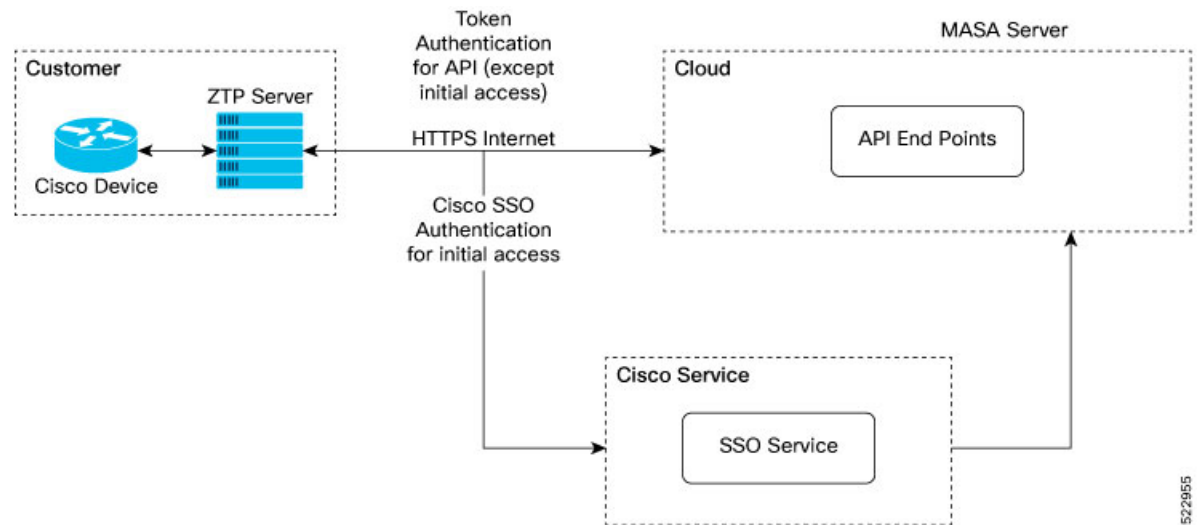 Token
Authentication
for API (except
initial access)
MASA Server
Customer
ZTP Server
Cisco Device
HTTPS Internet
Cloud
API End Points
Cisco SSO
Authentication
for initial access
Cisco Service
SSO Service
522955